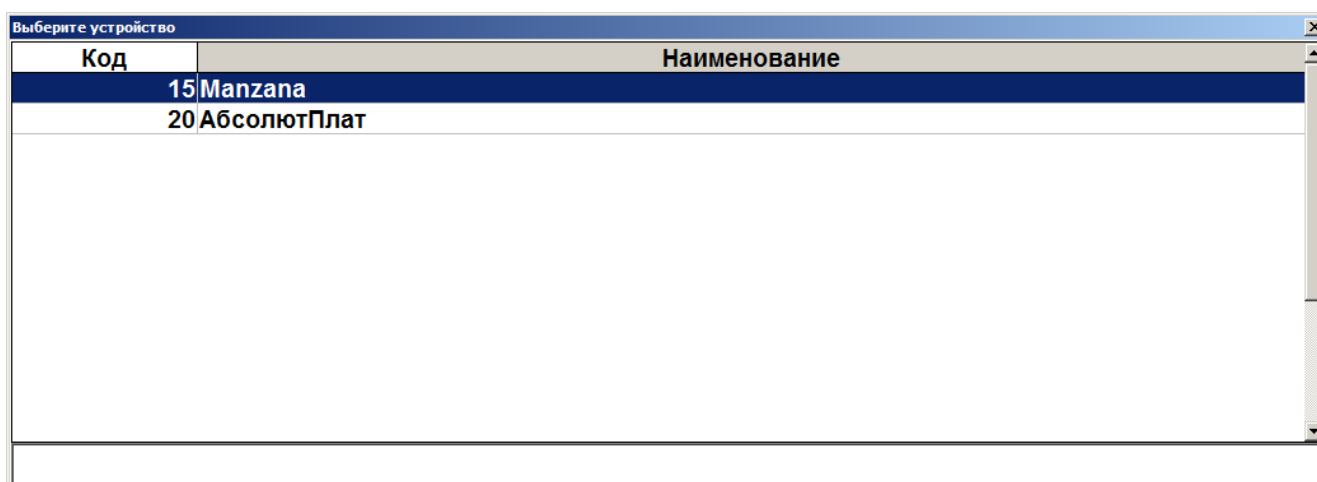 Выберите устройство
Код Наименование
15 Manzana
20 АбсолютПлат